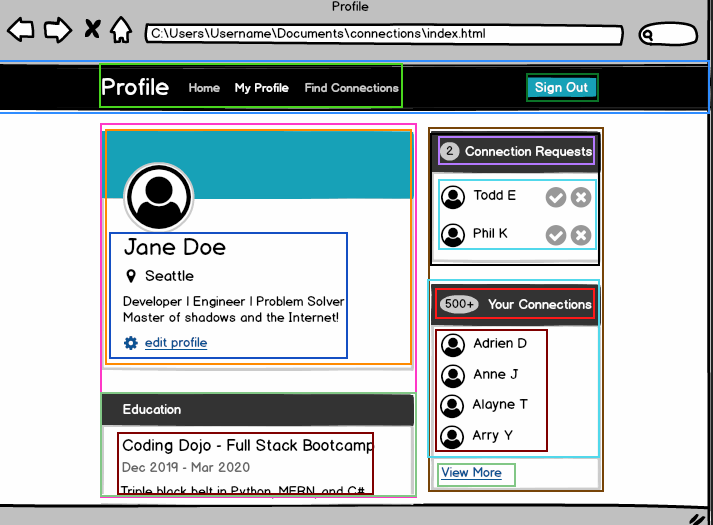 Profile
C:\Users\Username\Documents\connections\index.html
Profile Home My Profile Find Connections Sign Out
Jane Doe
Seattle
Developer | Engineer | Problem Solver
Master of shadows and the Internet!
edit profile
Education
Coding Dojo - Full Stack Bootcamp
Dec 2019 - Mar 2020
Triple black belt in Python, MERN, and C#
2 Connection Requests
Todd E
Phil K
500+ Your Connections
Adrien D
Anne J
Alayne T
Arry Y
View More